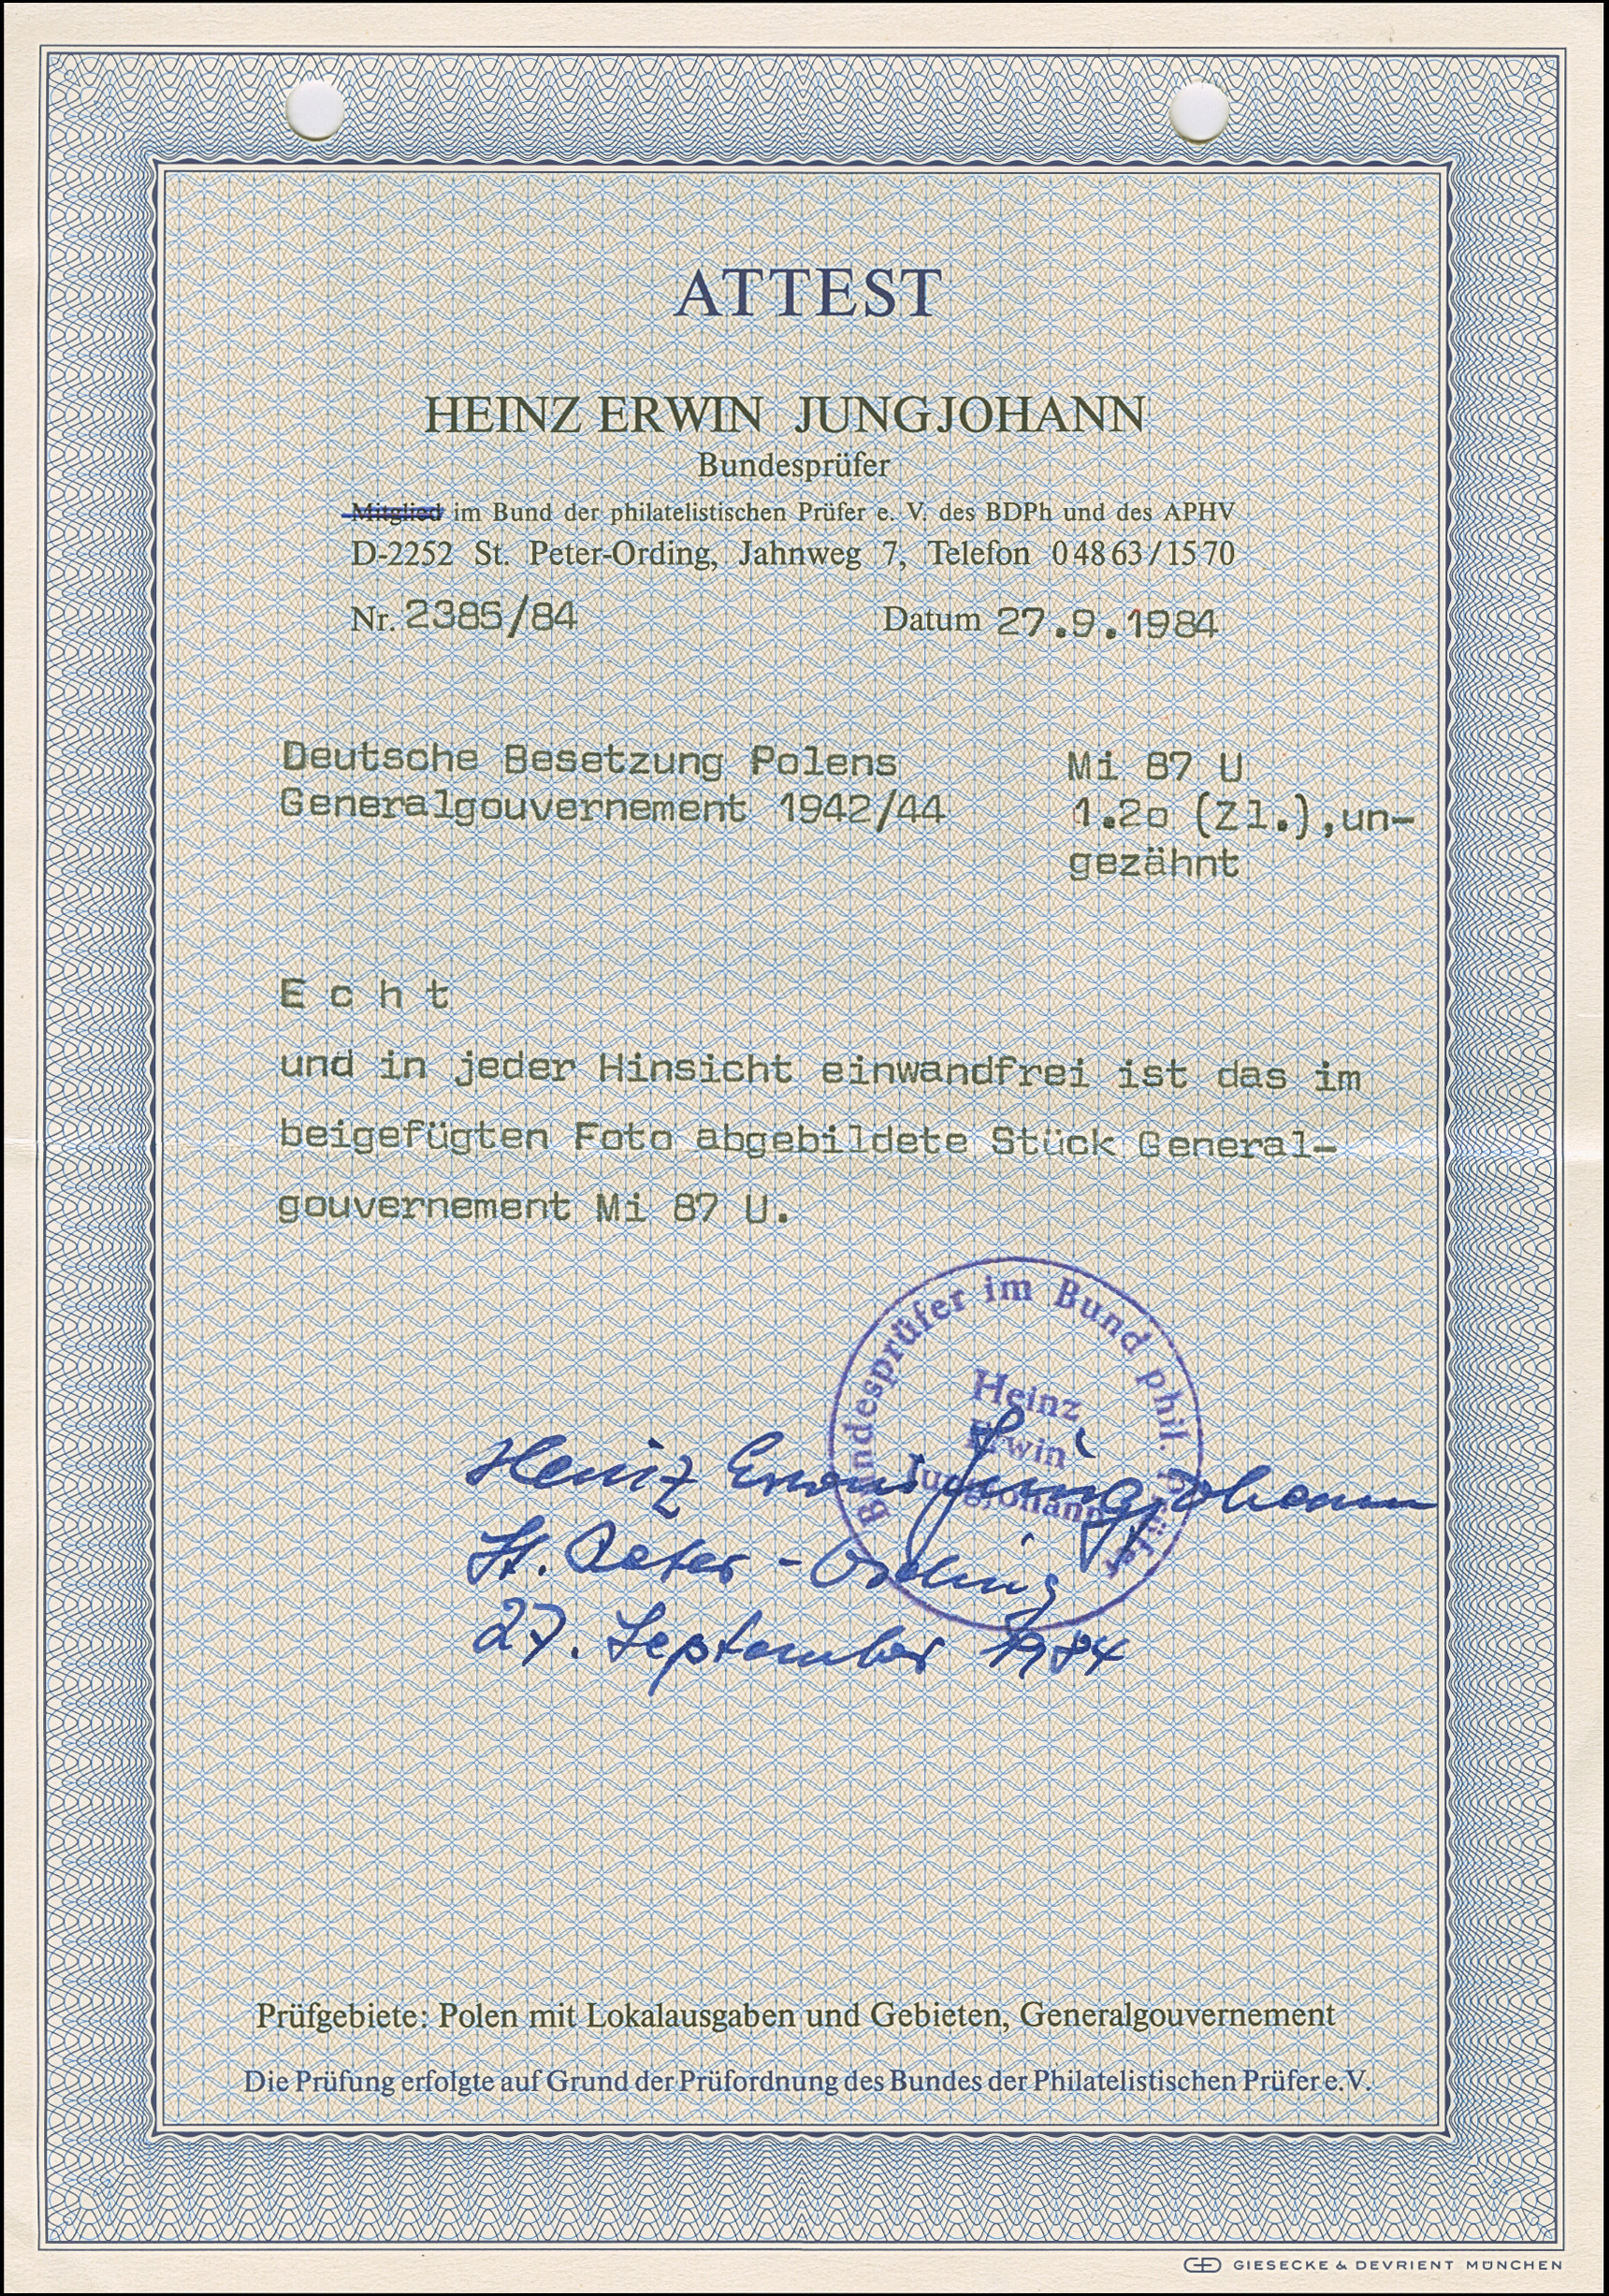 ATTEST
HEINZ ERWIN JUNGJOHANN
Bundesprüfer
Mitglied im Bund der philatelistischen Prüfer e. V. des BDPh und des APHV
D-2252 St. Peter-Ording, Jahnweg 7, Telefon 04863/1570
Nr. 2385/84 Datum 27.9.1984
Deutsche Besetzung Polens Mi 87 U
Generalgouvernement 1942/44 1.2o (Zl.),un-
gezähnt
E c h t
und in jeder Hinsicht einwandfrei ist das im
beigefügten Foto abgebildete Stück General-
gouvernement Mi 87 U.
Bundesprüfer im Bund phil. Prüfer
Heinz
Erwin
Jungjohann
Heinz Erwin Jungjohann
St. Peter-Ording
27. September 1984
Prüfgebiete: Polen mit Lokalausgaben und Gebieten, Generalgouvernement
Die Prüfung erfolgte auf Grund der Prüfordnung des Bundes der Philatelistischen Prüfer e.V.
GD GIESECKE & DEVRIENT MÜNCHEN